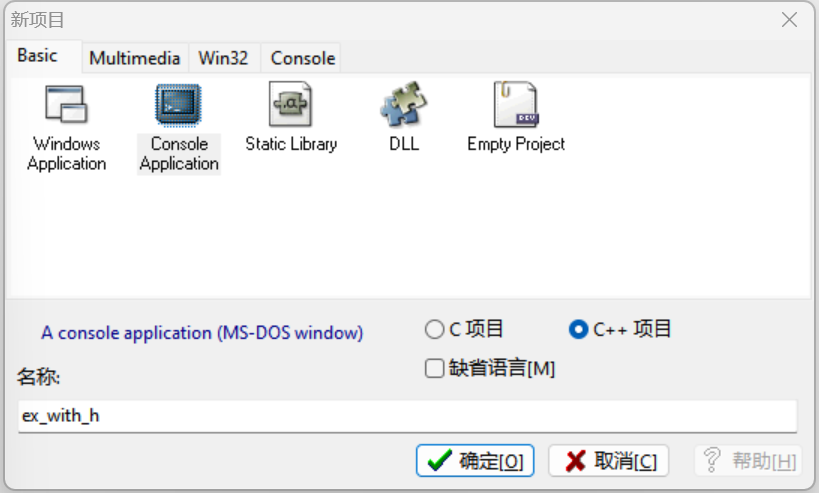 新项目
Basic Multimedia Win32 Console
Windows Application
Console Application
Static Library
.α
DLL
Empty Project
DEV
A console application (MS-DOS window)
C 项目
C++ 项目
缺省语言[M]
名称:
ex_with_h
确定[O]
取消[C]
帮助[H]